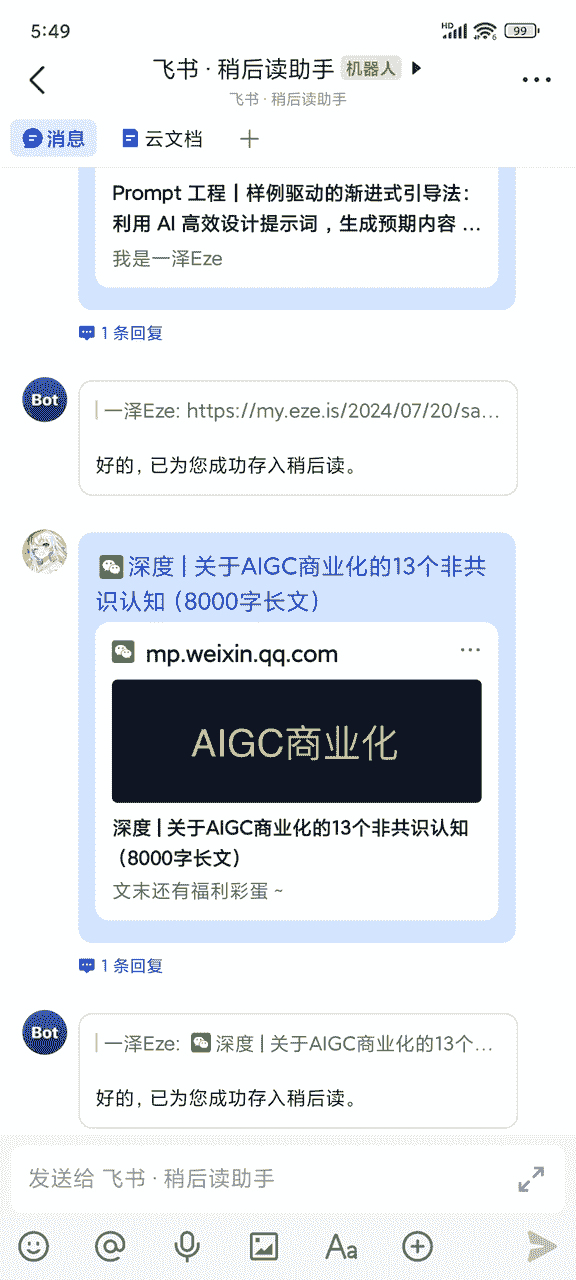 5:49
HD
6
99
飞书 · 稍后读助手 机器人
飞书 · 稍后读助手
消息
云文档
Prompt 工程丨样例驱动的渐进式引导法:
利用 AI 高效设计提示词，生成预期内容 ...
我是一泽Eze
1 条回复
Bot
一泽Eze: https://my.eze.is/2024/07/20/sa...
好的, 已为您成功存入稍后读。
深度 | 关于AIGC商业化的13个非共
识认知（8000字长文）
mp.weixin.qq.com
AIGC商业化
深度 | 关于AIGC商业化的13个非共识认知
（8000字长文）
文末还有福利彩蛋 ~
1 条回复
Bot
一泽Eze: 深度 | 关于AIGC商业化的13个...
好的, 已为您成功存入稍后读。
发送给 飞书 · 稍后读助手
Aa